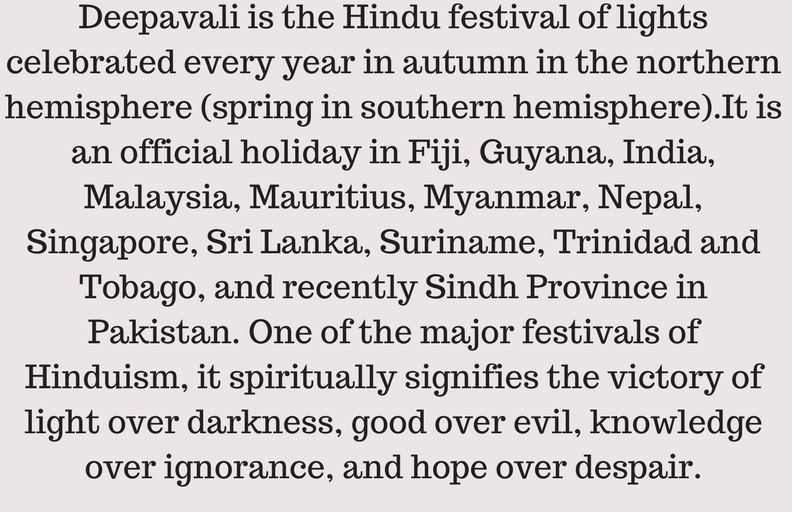 Deepavali is the Hindu festival of lights
celebrated every year in autumn in the northern
hemisphere (spring in southern hemisphere).It is
an official holiday in Fiji, Guyana, India,
Malaysia, Mauritius, Myanmar, Nepal,
Singapore, Sri Lanka, Suriname, Trinidad and
Tobago, and recently Sindh Province in
Pakistan. One of the major festivals of
Hinduism, it spiritually signifies the victory of
light over darkness, good over evil, knowledge
over ignorance, and hope over despair.